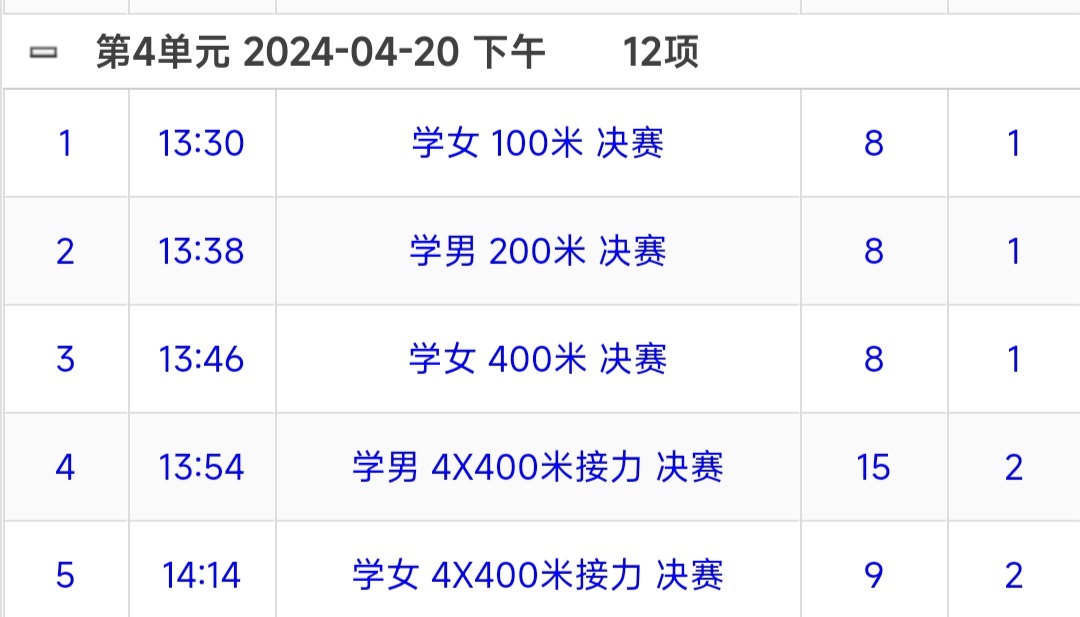 第4单元 2024-04-20 下午 12项
1 13:30 学女 100米 决赛 8 1
2 13:38 学男 200米 决赛 8 1
3 13:46 学女 400米 决赛 8 1
4 13:54 学男 4X400米接力 决赛 15 2
5 14:14 学女 4X400米接力 决赛 9 2